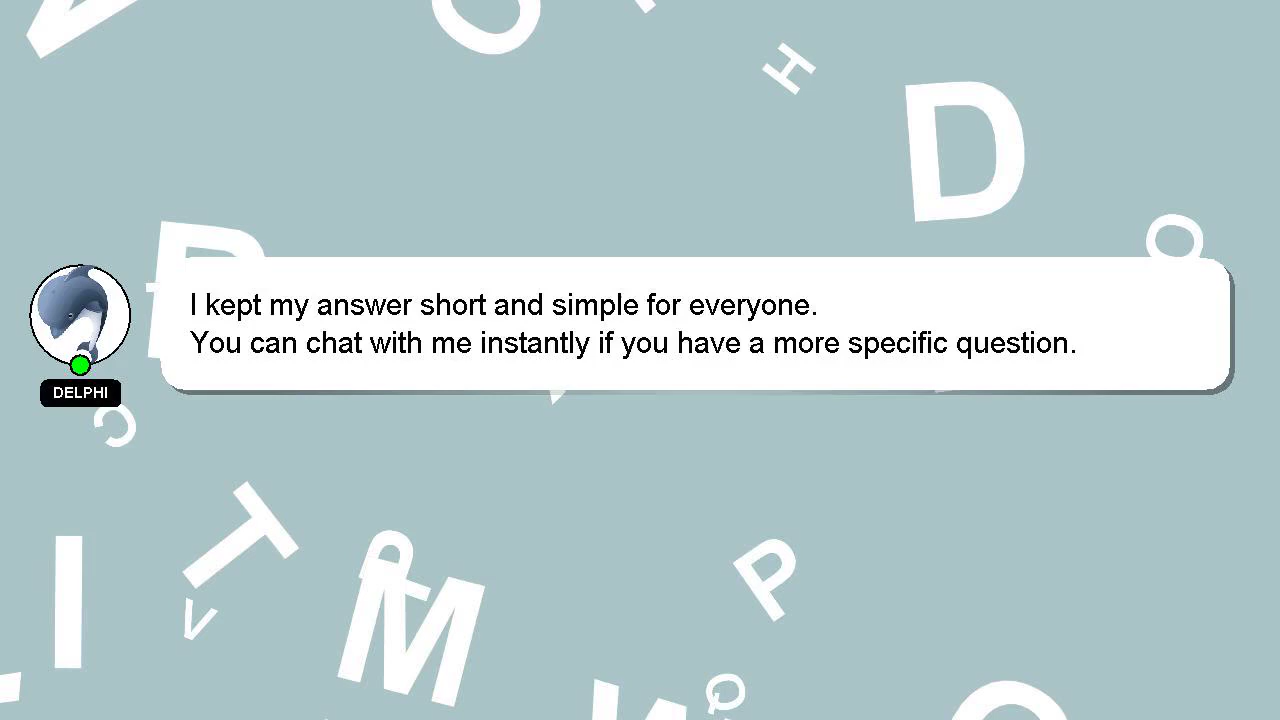 H
D
O
DELPHI
I kept my answer short and simple for everyone.
You can chat with me instantly if you have a more specific question.
C
T
I
V
M
P
Q